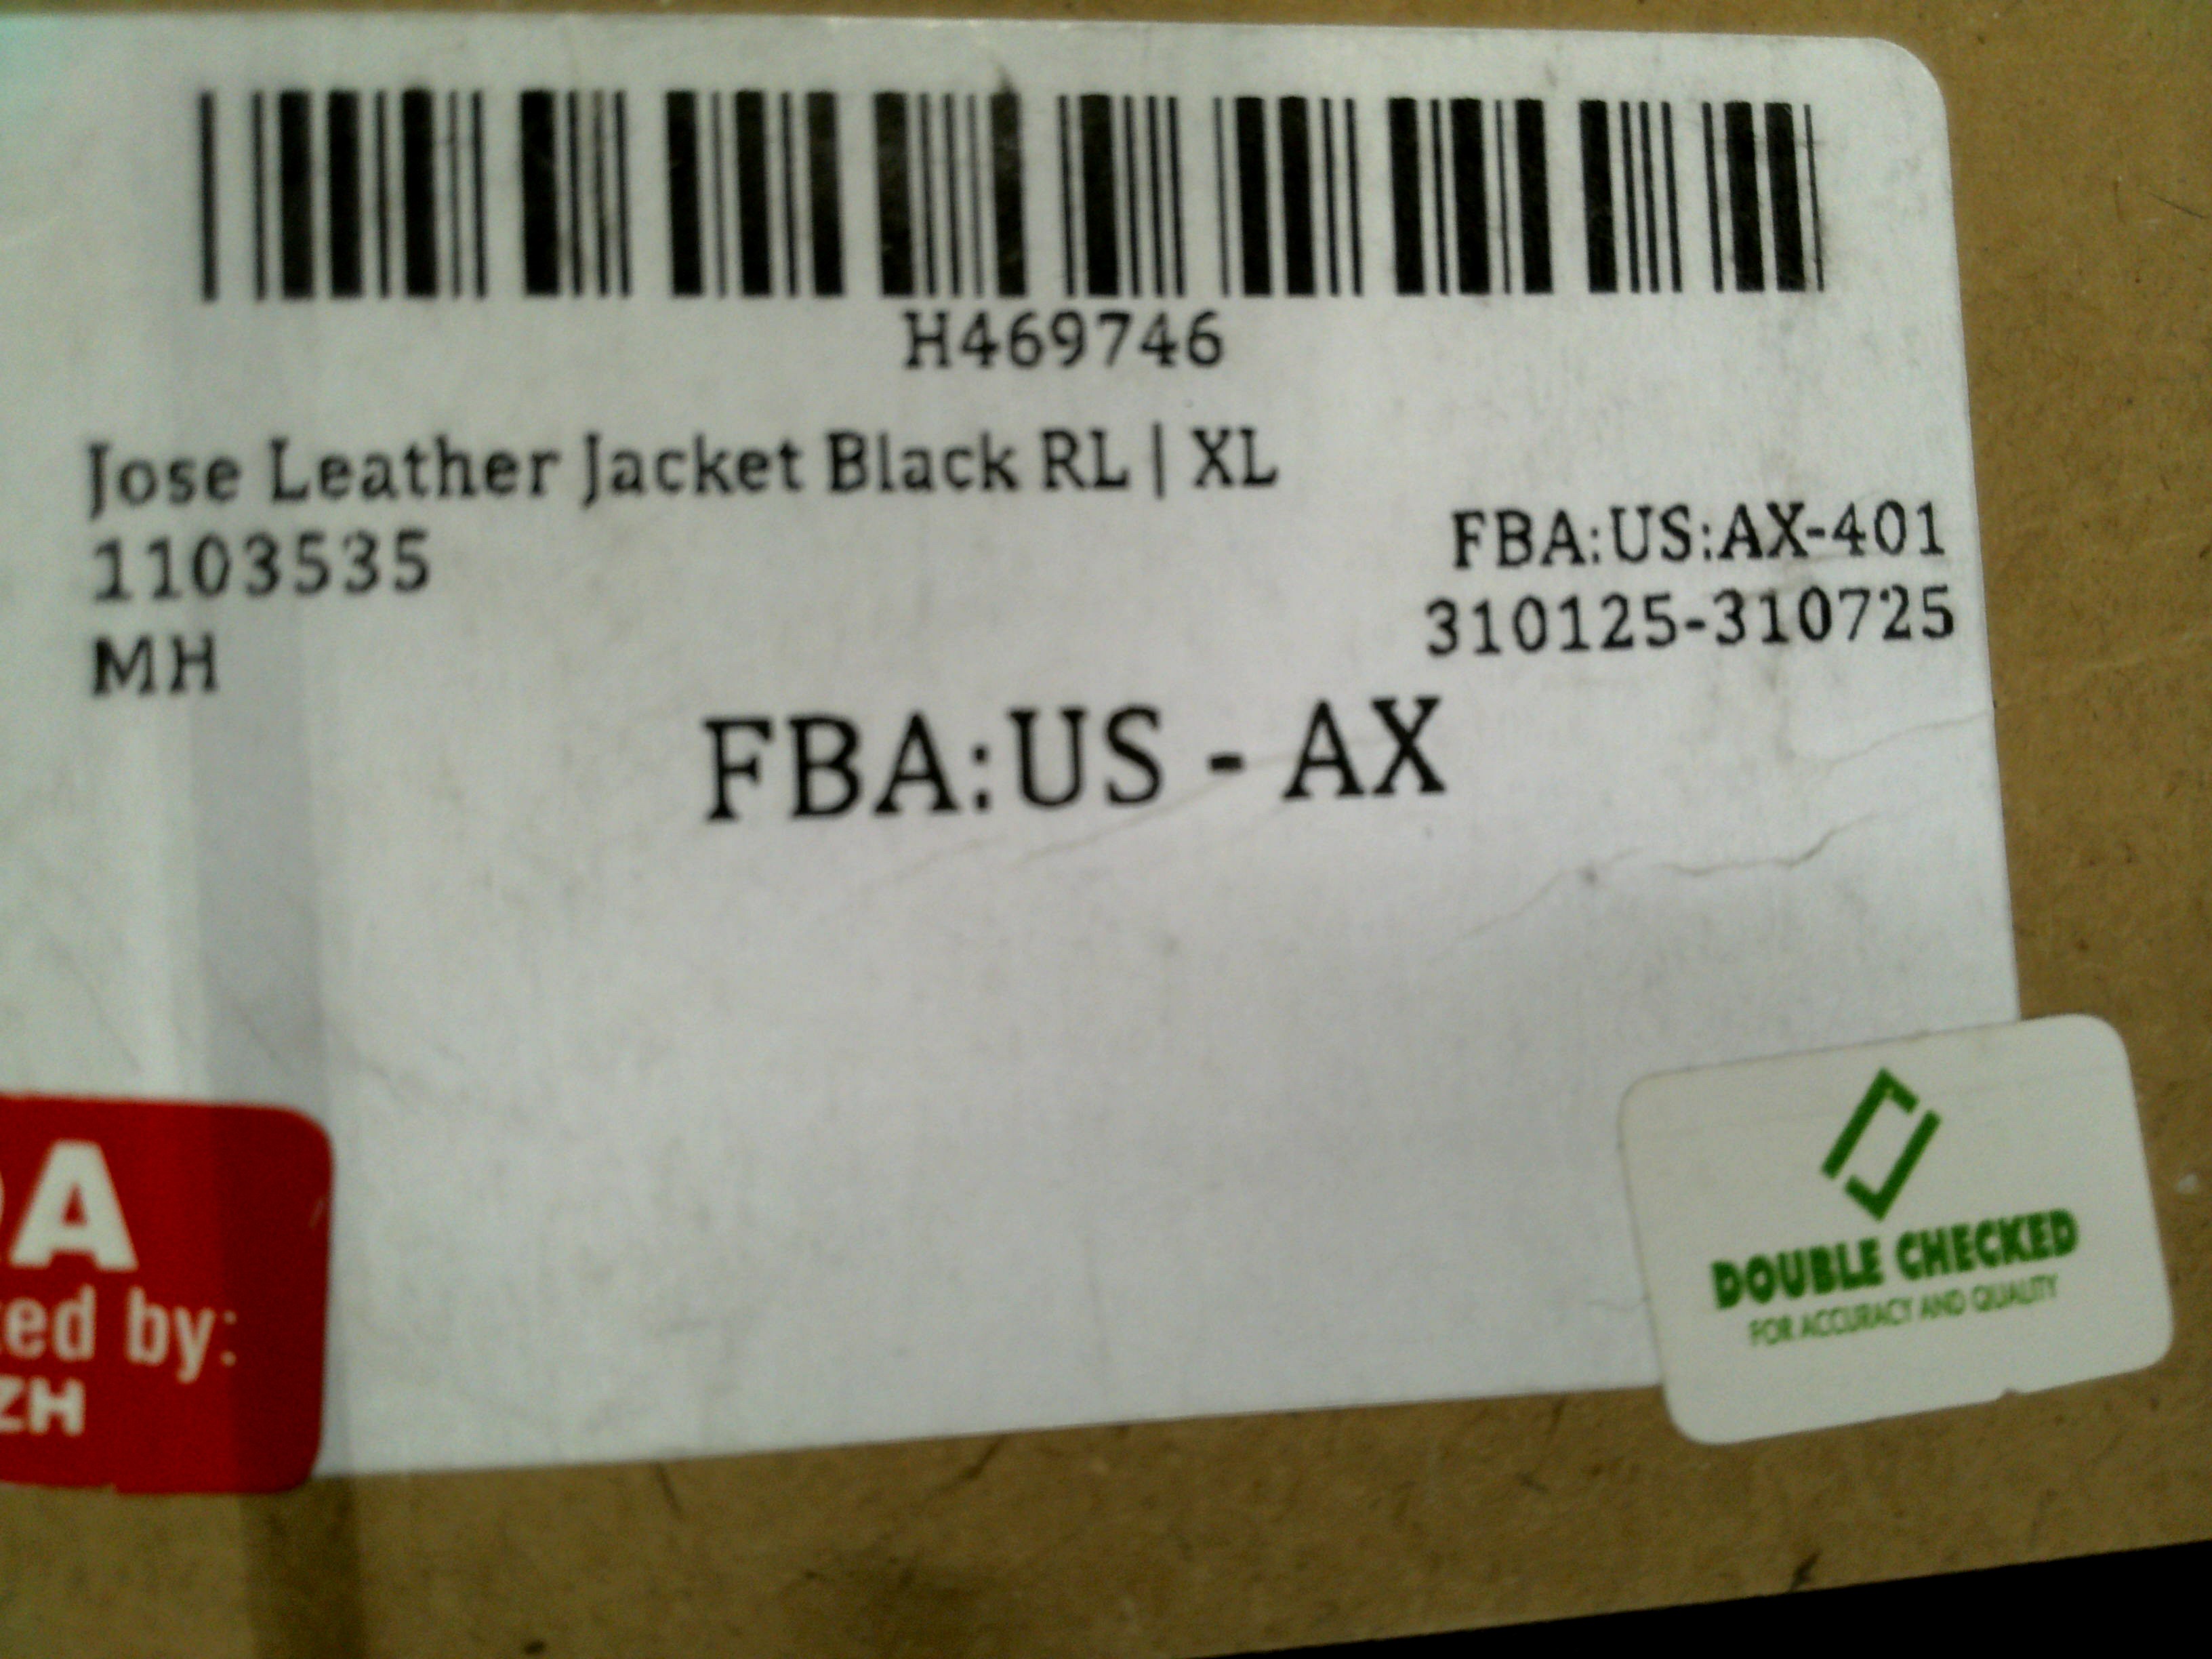 H469746
Jose Leather Jacket Black RL | XL
1103535
MH
FBA:US:AX-401
310125-310725
FBA:US - AX
A
ed by:
ZH
DOUBLE CHECKED
FOR ACCURACY AND QUALITY